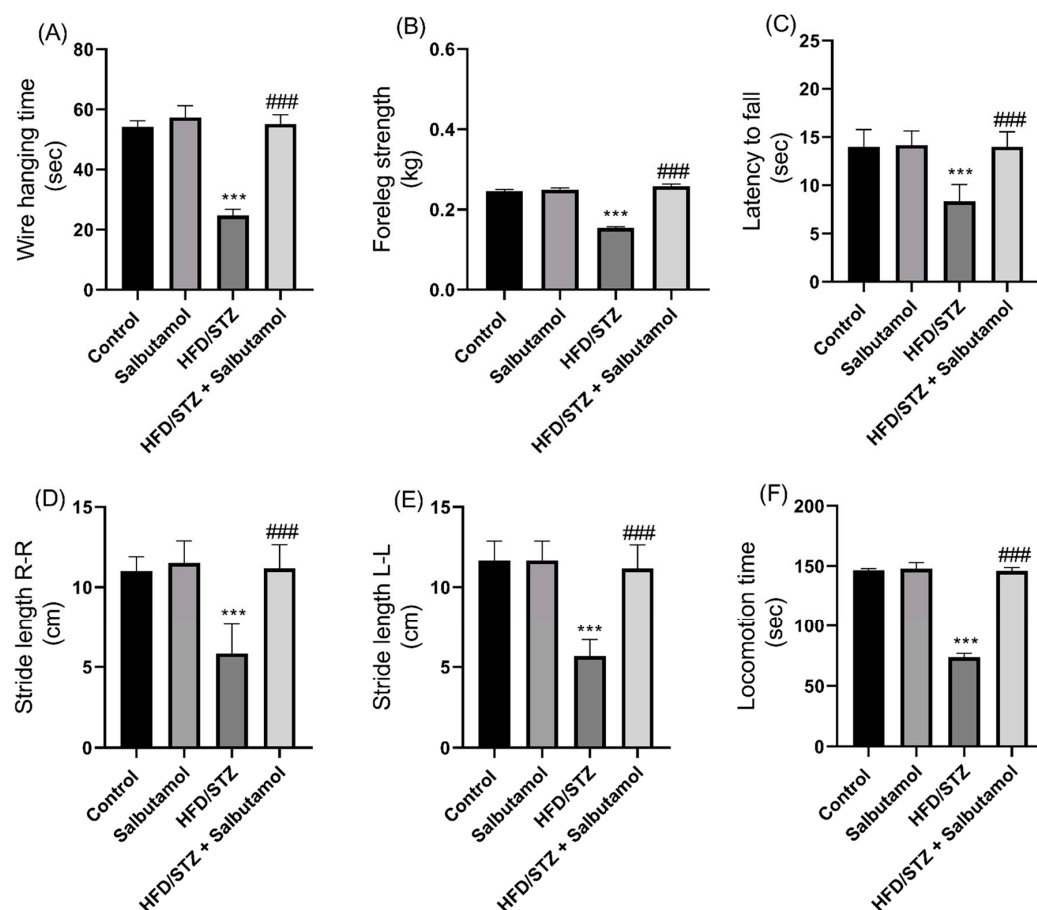 (A)
Wire hanging time
(sec)
80
60
40
20
0
***
###
Control
Salbutamol
HFD/STZ
HFD/STZ + Salbutamol
(B)
Foreleg strength
(kg)
0.6
0.4
0.2
0.0
***
###
Control
Salbutamol
HFD/STZ
HFD/STZ + Salbutamol
(C)
Latency to fall
(sec)
15
10
5
0
***
###
Control
Salbutamol
HFD/STZ
HFD/STZ + Salbutamol
(D)
Stride length R-R
(cm)
15
10
5
0
***
###
Control
Salbutamol
HFD/STZ
HFD/STZ + Salbutamol
(E)
Stride length L-L
(cm)
15
10
5
0
***
###
Control
Salbutamol
HFD/STZ
HFD/STZ + Salbutamol
(F)
Locomotion time
(sec)
200
150
100
50
0
***
###
Control
Salbutamol
HFD/STZ
HFD/STZ + Salbutamol